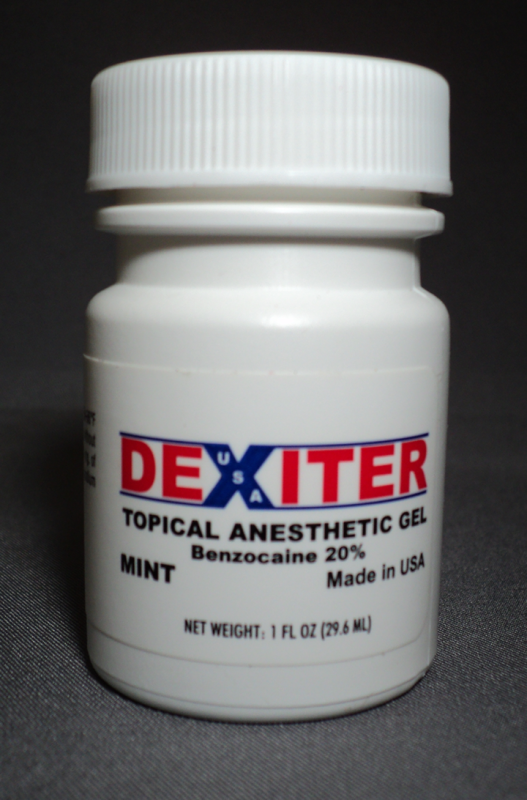 DEXITER
USA
TOPICAL ANESTHETIC GEL
Benzocaine 20%
MINT
Made in USA
NET WEIGHT: 1 FL OZ (29.6 ML)